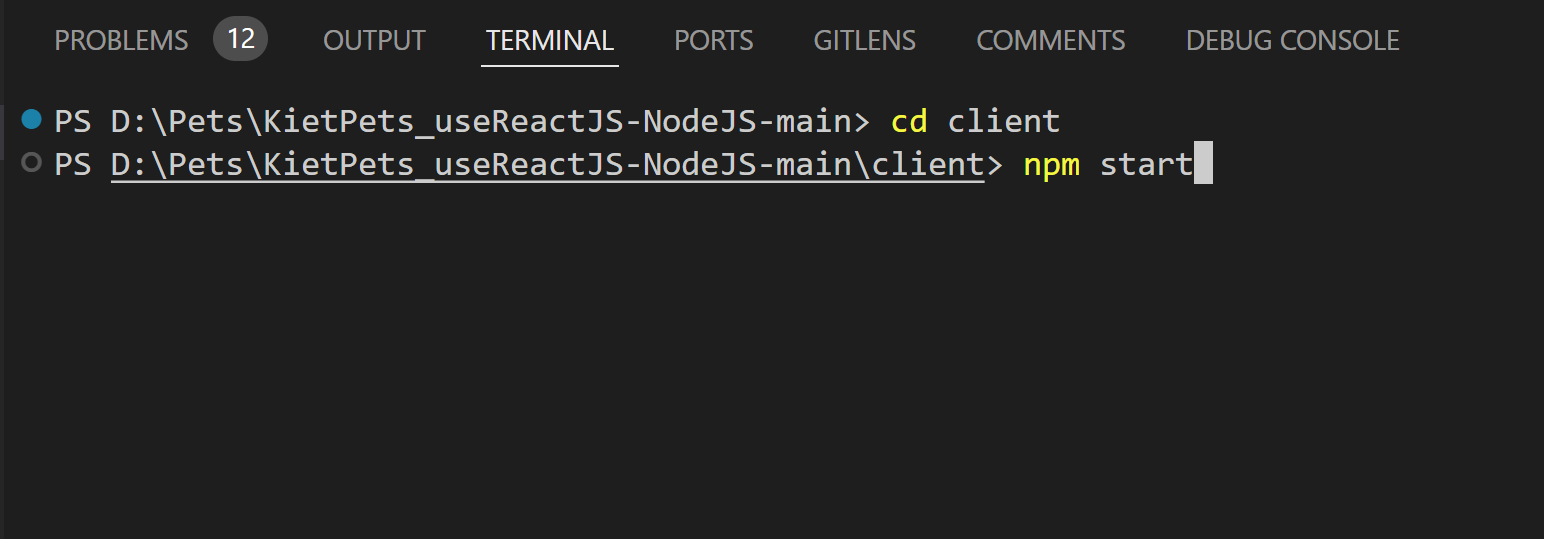 PROBLEMS 12 OUTPUT TERMINAL PORTS GITLENS COMMENTS DEBUG CONSOLE
PS D:\Pets\KietPets_useReactJS-NodeJS-main> cd client
PS D:\Pets\KietPets_useReactJS-NodeJS-main\client> npm start